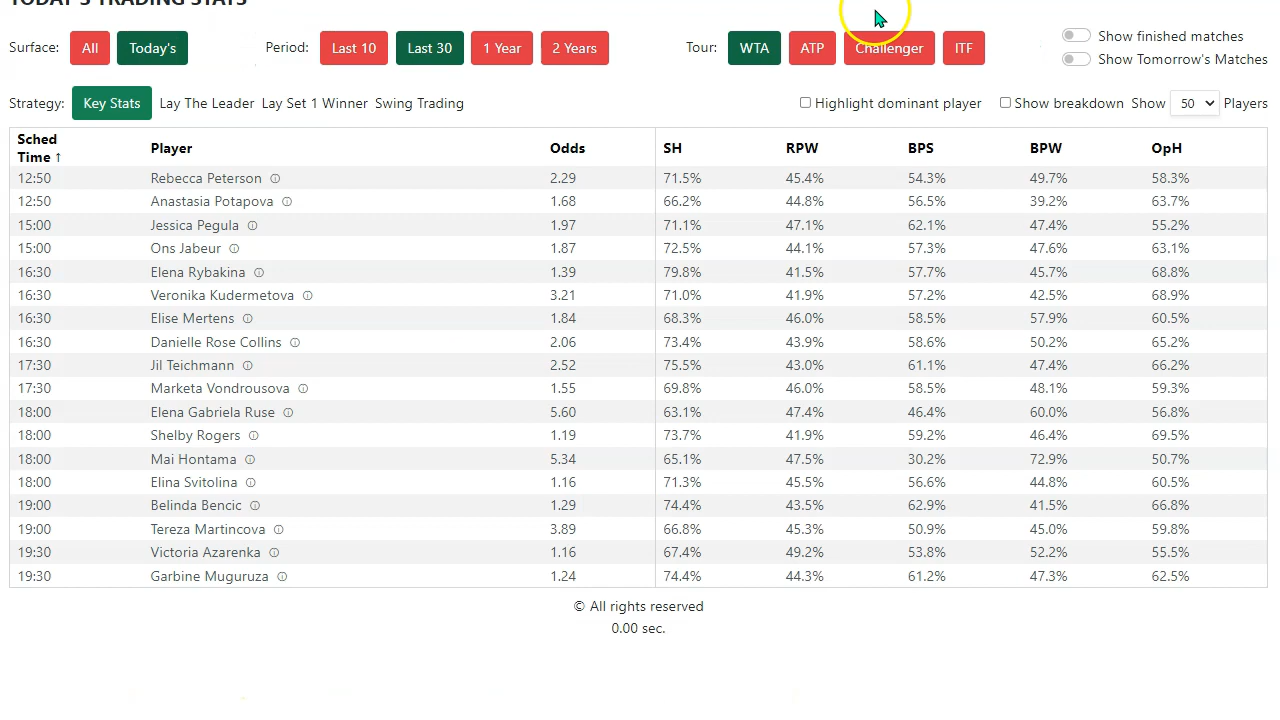 TODAY'S TRADING STATS
Surface: All Today's Period: Last 10 Last 30 1 Year 2 Years Tour: WTA ATP Challenger ITF Show finished matches
Show Tomorrow's Matches
Strategy: Key Stats Lay The Leader Lay Set 1 Winner Swing Trading Highlight dominant player Show breakdown Show 50 Players
Sched Time ↑ Player Odds SH RPW BPS BPW OpH
12:50 Rebecca Peterson 2.29 71.5% 45.4% 54.3% 49.7% 58.3%
12:50 Anastasia Potapova 1.68 66.2% 44.8% 56.5% 39.2% 63.7%
15:00 Jessica Pegula 1.97 71.1% 47.1% 62.1% 47.4% 55.2%
15:00 Ons Jabeur 1.87 72.5% 44.1% 57.3% 47.6% 63.1%
16:30 Elena Rybakina 1.39 79.8% 41.5% 57.7% 45.7% 68.8%
16:30 Veronika Kudermetova 3.21 71.0% 41.9% 57.2% 42.5% 68.9%
16:30 Elise Mertens 1.84 68.3% 46.0% 58.5% 57.9% 60.5%
16:30 Danielle Rose Collins 2.06 73.4% 43.9% 58.6% 50.2% 65.2%
17:30 Jil Teichmann 2.52 75.5% 43.0% 61.1% 47.4% 66.2%
17:30 Marketa Vondrousova 1.55 69.8% 46.0% 58.5% 48.1% 59.3%
18:00 Elena Gabriela Ruse 5.60 63.1% 47.4% 46.4% 60.0% 56.8%
18:00 Shelby Rogers 1.19 73.7% 41.9% 59.2% 46.4% 69.5%
18:00 Mai Hontama 5.34 65.1% 47.5% 30.2% 72.9% 50.7%
18:00 Elina Svitolina 1.16 71.3% 45.5% 56.6% 44.8% 60.5%
19:00 Belinda Bencic 1.29 74.4% 43.5% 62.9% 41.5% 66.8%
19:00 Tereza Martincova 3.89 66.8% 45.3% 50.9% 45.0% 59.8%
19:30 Victoria Azarenka 1.16 67.4% 49.2% 53.8% 52.2% 55.5%
19:30 Garbine Muguruza 1.24 74.4% 44.3% 61.2% 47.3% 62.5%
© All rights reserved
0.00 sec.